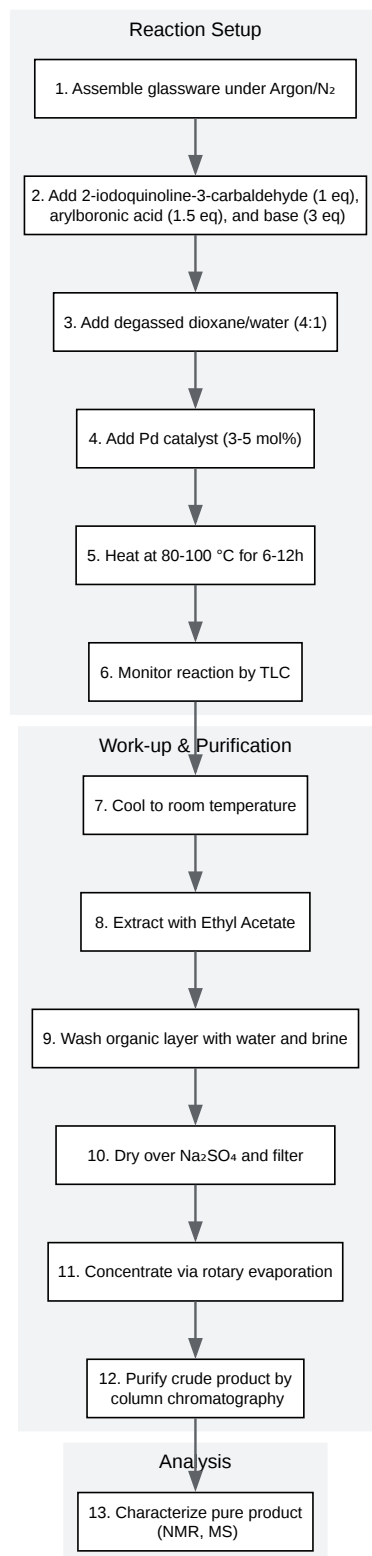 Reaction Setup
1. Assemble glassware under Argon/N₂
2. Add 2-iodoquinoline-3-carbaldehyde (1 eq),
arylboronic acid (1.5 eq), and base (3 eq)
3. Add degassed dioxane/water (4:1)
4. Add Pd catalyst (3-5 mol%)
5. Heat at 80-100 °C for 6-12h
6. Monitor reaction by TLC
Work-up & Purification
7. Cool to room temperature
8. Extract with Ethyl Acetate
9. Wash organic layer with water and brine
10. Dry over Na₂SO₄ and filter
11. Concentrate via rotary evaporation
12. Purify crude product by
column chromatography
Analysis
13. Characterize pure product
(NMR, MS)